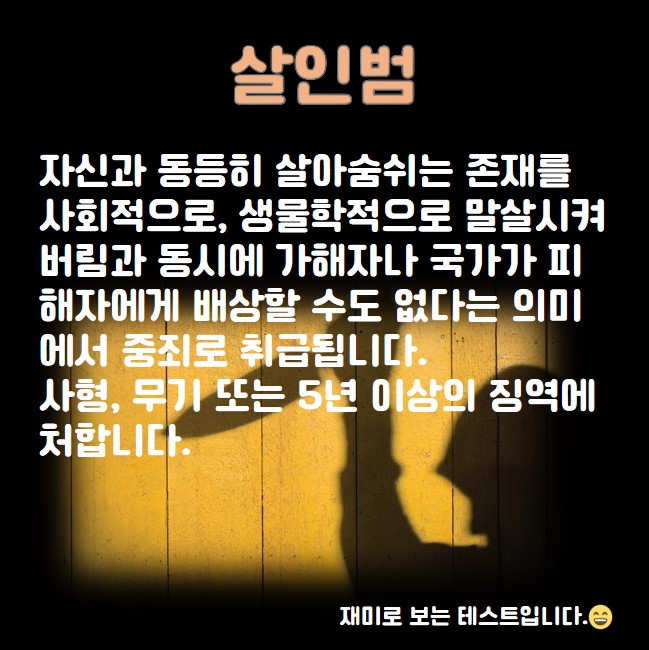 살인범
자신과 동등히 살아숨쉬는 존재를
사회적으로, 생물학적으로 말살시켜
버림과 동시에 가해자나 국가가 피
해자에게 배상할 수도 없다는 의미
에서 중죄로 취급됩니다.
사형, 무기 또는 5년 이상의 징역에
처합니다.
재미로 보는 테스트입니다.😄